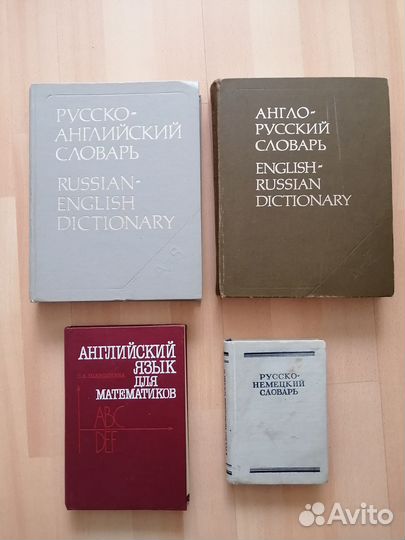 РУССКО-
АНГЛИЙСКИЙ
СЛОВАРЬ
RUSSIAN-
ENGLISH
DICTIONARY
АНГЛО-
РУССКИЙ
СЛОВАРЬ
ENGLISH-
RUSSIAN
DICTIONARY
АНГЛИЙСКИЙ
ЯЗЫК
ДЛЯ
МАТЕМАТИКОВ
ABC
DEF
РУССКО-
НЕМЕЦКИЙ
СЛОВАРЬ
Avito